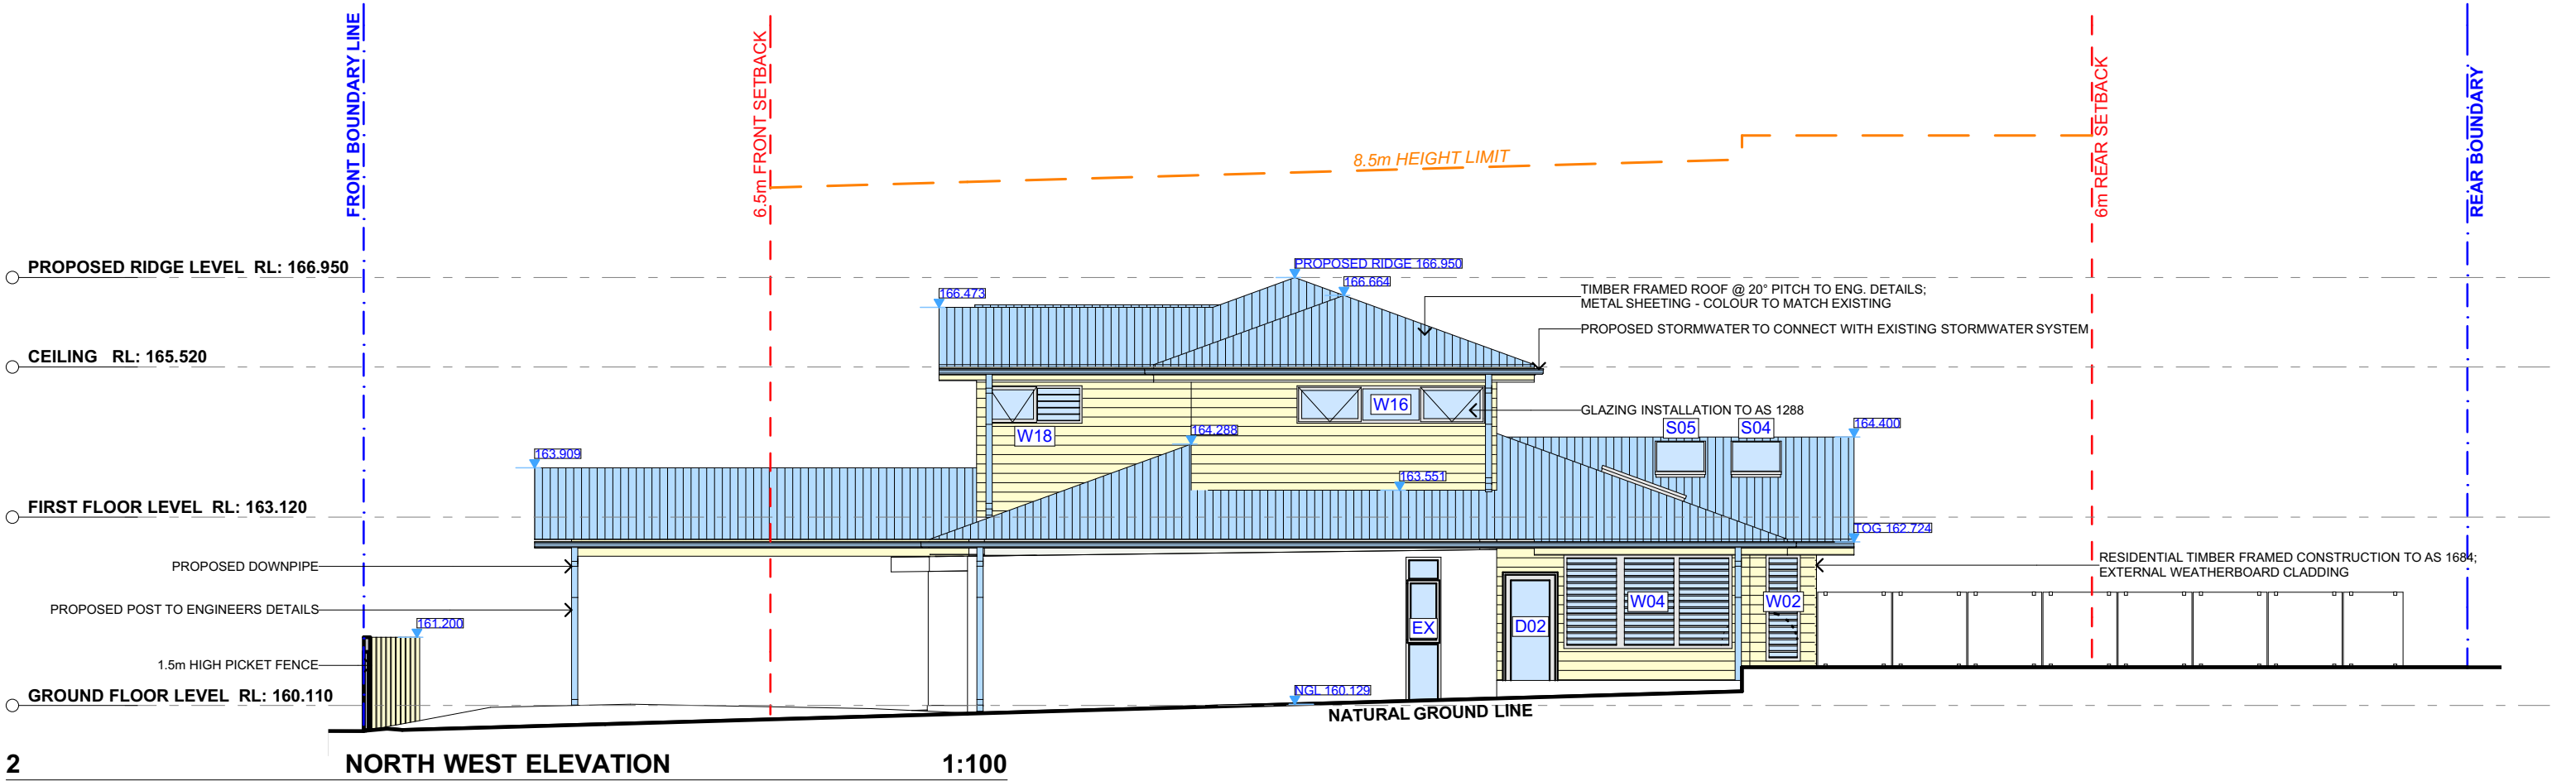 FRONT BOUNDARY LINE
6.5m FRONT SETBACK
8.5m HEIGHT LIMIT
6m REAR SETBACK
REAR BOUNDARY
PROPOSED RIDGE LEVEL RL: 166.950
PROPOSED RIDGE 166.950
166.664
166.473
TIMBER FRAMED ROOF @ 20° PITCH TO ENG. DETAILS;
METAL SHEETING - COLOUR TO MATCH EXISTING
PROPOSED STORMWATER TO CONNECT WITH EXISTING STORMWATER SYSTEM
CEILING RL: 165.520
W16
GLAZING INSTALLATION TO AS 1288
W18
164.288
S05
S04
164.400
163.909
163.551
FIRST FLOOR LEVEL RL: 163.120
TOG 162.724
PROPOSED DOWNPIPE
RESIDENTIAL TIMBER FRAMED CONSTRUCTION TO AS 1684;
EXTERNAL WEATHERBOARD CLADDING
PROPOSED POST TO ENGINEERS DETAILS
161.200
EX
D02
W04
W02
1.5m HIGH PICKET FENCE
GROUND FLOOR LEVEL RL: 160.110
NGL 160.129
NATURAL GROUND LINE
2 NORTH WEST ELEVATION 1:100